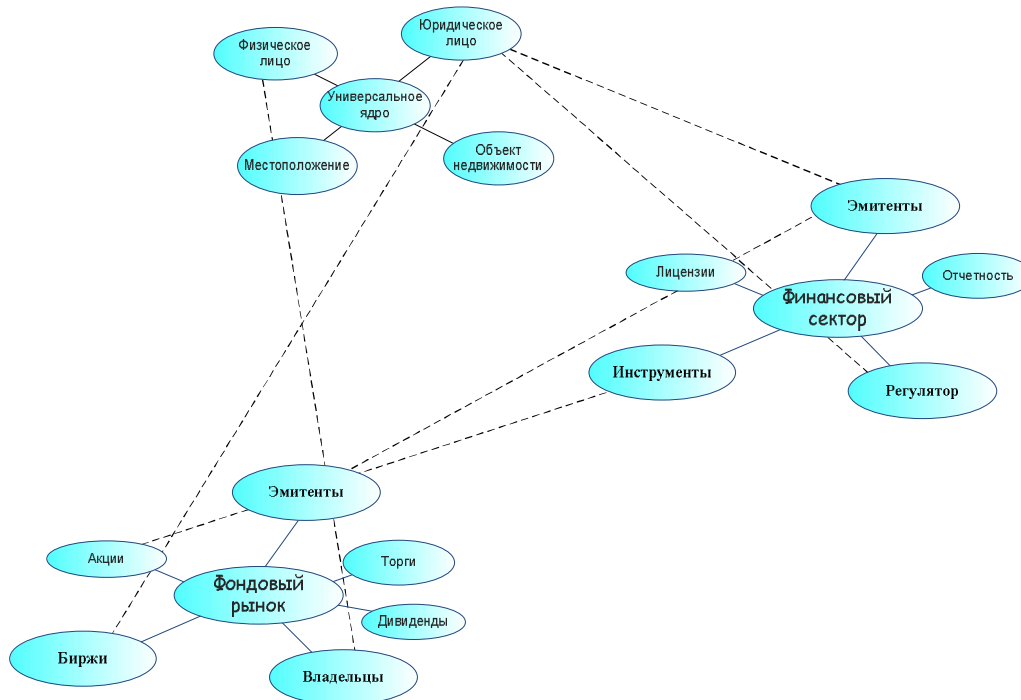 Юридическое
лицо
Физическое
лицо
Универсальное
ядро
Объект
недвижимости
Местоположение
Эмитенты
Лицензии
Отчетность
Финансовый
сектор
Инструменты
Регулятор
Эмитенты
Акции
Торги
Фондовый
рынок
Дивиденды
Биржи
Владельцы